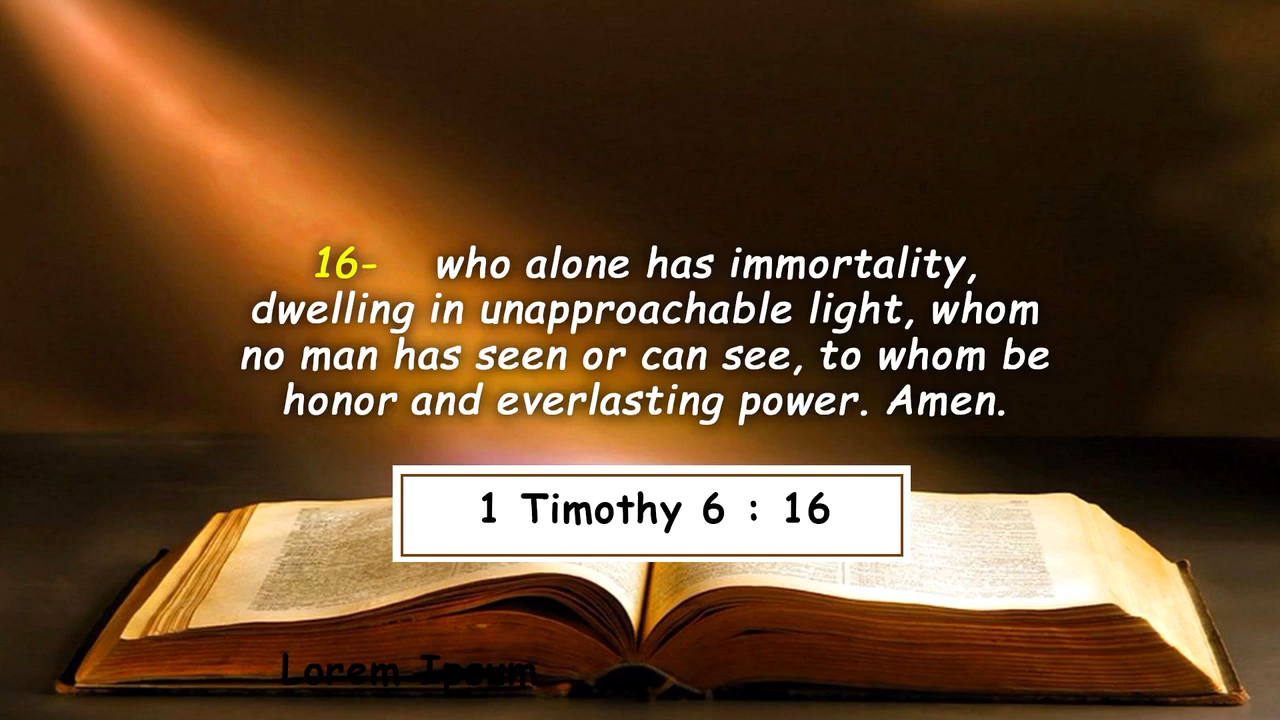 16- who alone has immortality,
dwelling in unapproachable light, whom
no man has seen or can see, to whom be
honor and everlasting power. Amen.
1 Timothy 6 : 16
Lorem Ipsum